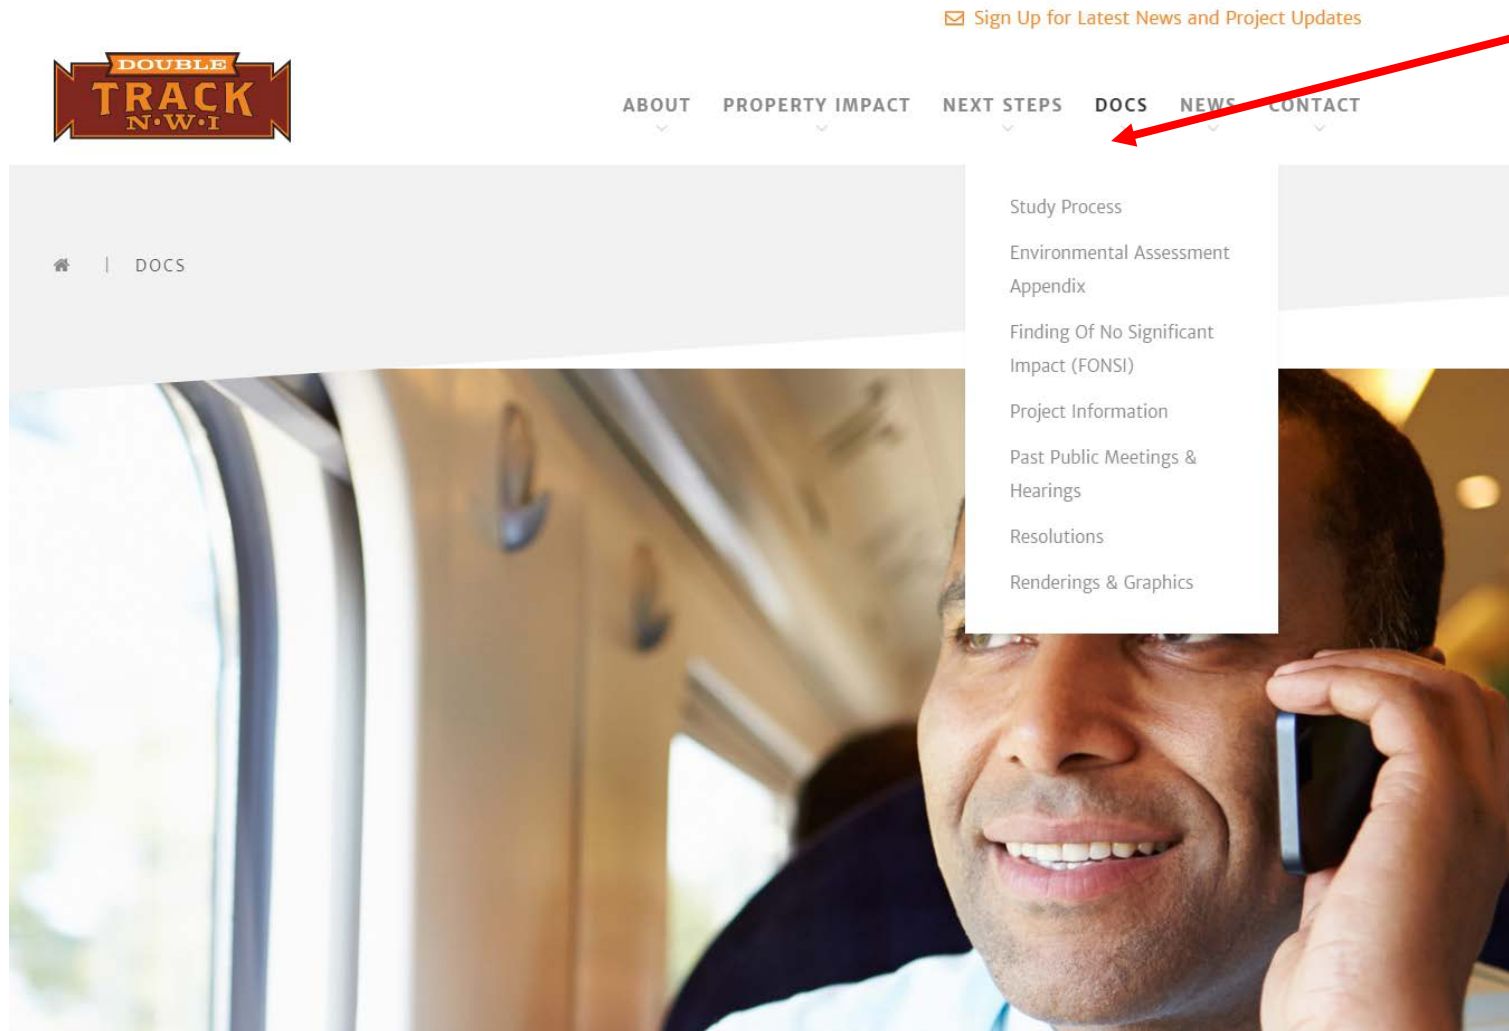 Sign Up for Latest News and Project Updates
DOUBLE
TRACK
N•W•I
ABOUT PROPERTY IMPACT NEXT STEPS DOCS NEWS CONTACT
| DOCS
Study Process
Environmental Assessment
Appendix
Finding Of No Significant
Impact (FONSI)
Project Information
Past Public Meetings &
Hearings
Resolutions
Renderings & Graphics